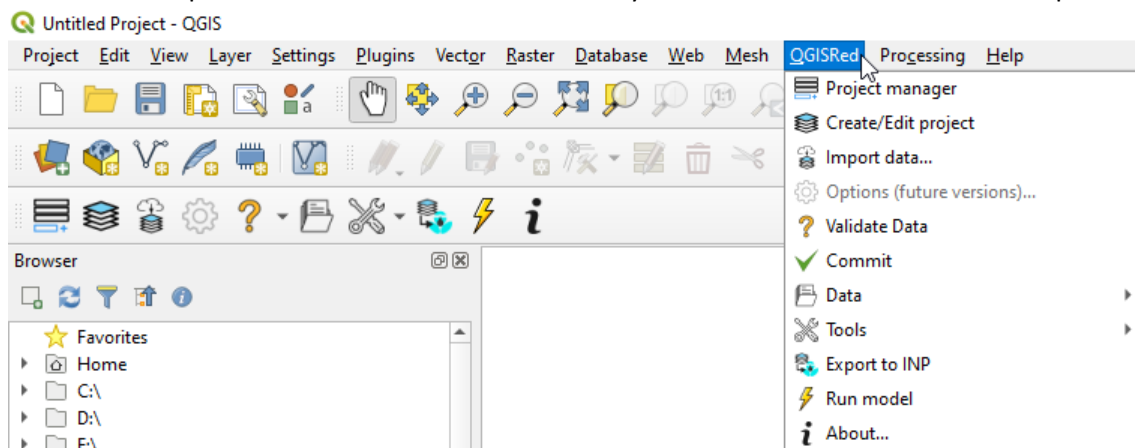 Untitled Project - QGIS
Project Edit View Layer Settings Plugins Vector Raster Database Web Mesh QGISRed Processing Help
Project manager
Create/Edit project
Import data...
Options (future versions)...
Validate Data
Commit
Data
Tools
Export to INP
Run model
About...
a
1:1
Browser
Favorites
Home
C:\
D:\